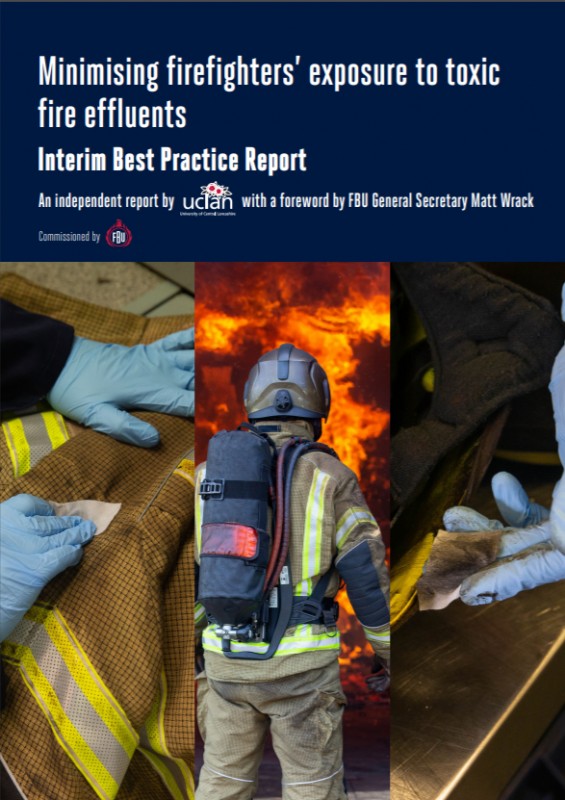 Minimising firefighters' exposure to toxic
fire effluents
Interim Best Practice Report
An independent report by uclan with a foreword by FBU General Secretary Matt Wrack
University of Central Lancashire
Commissioned by FBU